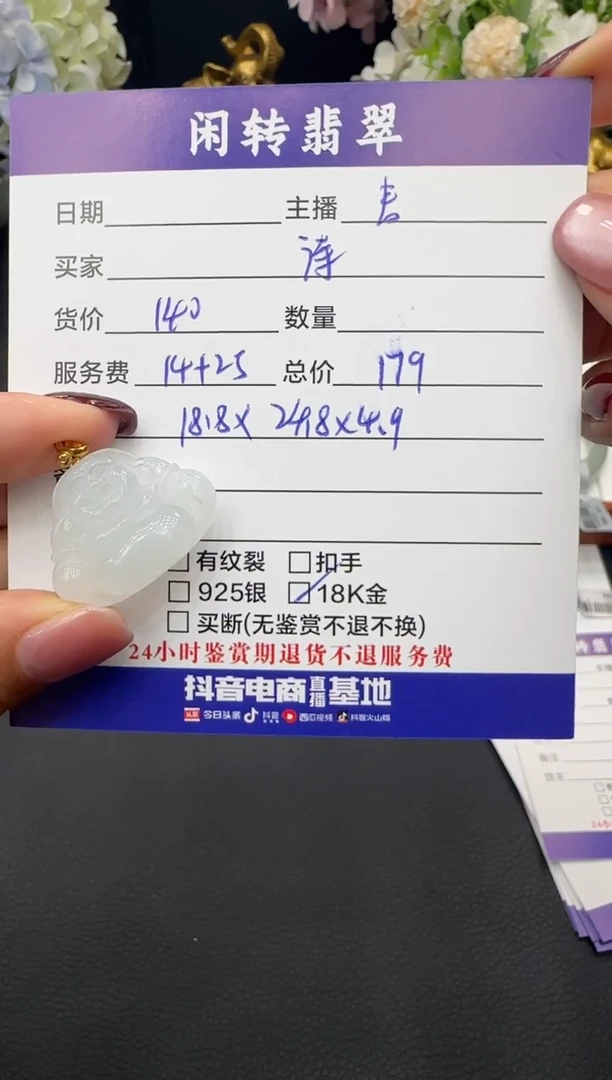 闲转翡翠
日期 主播
买家 诗
货价 140 数量
服务费 14+25 总价 179
18.8x 24.8x4.9
有纹裂 扣手
925银 18K金
买断(无鉴赏不退不换)
24小时鉴赏期退货不退服务费
抖音电商直播基地
头条 今日头条 抖音 西瓜视频 抖音火山版